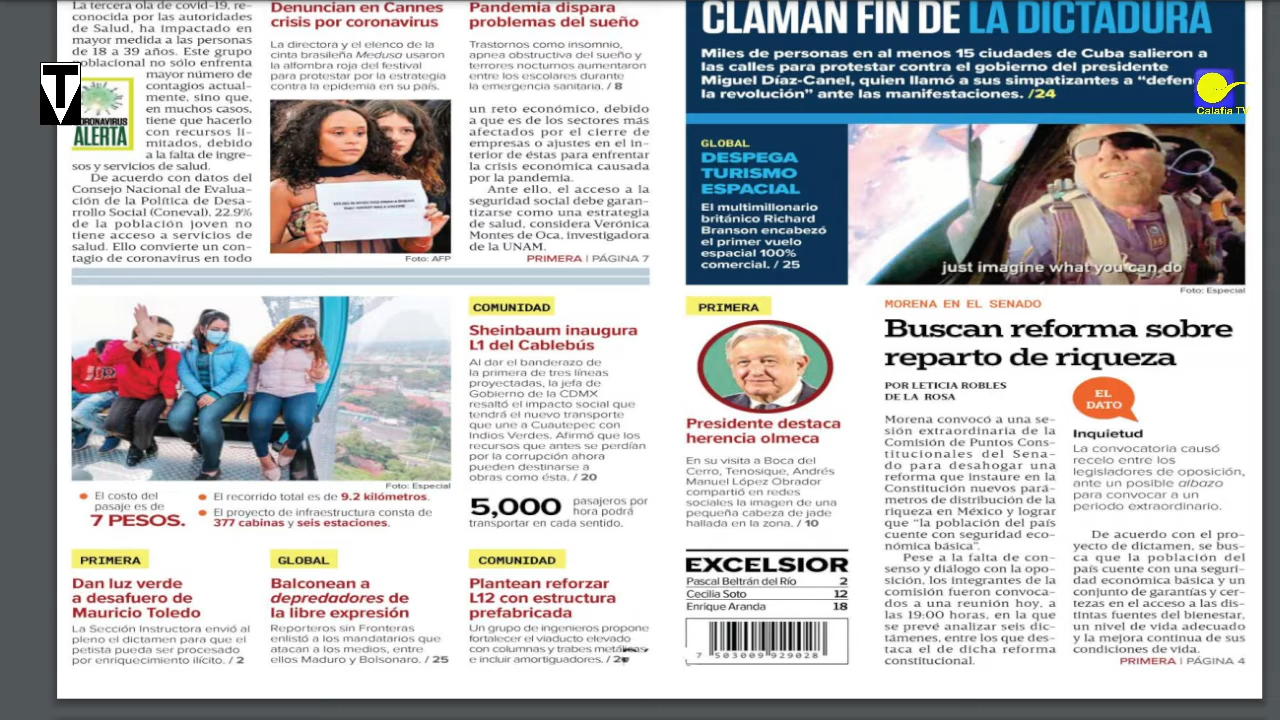 La tercera ola de covid-19, re-
conocida por las autoridades
de Salud, ha impactado en
mayor medida a las personas
de 18 a 39 años. Este grupo
poblacional no sólo enfrenta
mayor número de
contagios actual-
mente, sino que,
en muchos casos,
tiene que hacerlo
con recursos li-
mitados, debido
a la falta de ingre-
sos y servicios de salud.
De acuerdo con datos del
Consejo Nacional de Evalua-
ción de la Política de Desa-
rrollo Social (Coneval), 22.9%
de la población joven no
tiene acceso a servicios de
salud. Ello convierte un con-
tagio de coronavirus en todo
T
CORONAVIRUS
ALERTA
Denuncian en Cannes
crisis por coronavirus
La directora y el elenco de la
cinta brasileña Medusa usaron
la alfombra roja del festival
para protestar por la estrategia
contra la epidemia en su país.
Foto: AFP
Pandemia dispara
problemas del sueño
Trastornos como insomnio,
apnea obstructiva del sueño y
terrores nocturnos aumentaron
entre los escolares durante
la emergencia sanitaria. / 8
un reto económico, debido
a que es de los sectores más
afectados por el cierre de
empresas o ajustes en el in-
terior de éstas para enfrentar
la crisis económica causada
por la pandemia.
Ante ello, el acceso a la
seguridad social debe garan-
tizarse como una estrategia
de salud, considera Verónica
Montes de Oca, investigadora
de la UNAM.
PRIMERA | PÁGINA 7
CLAMAN FIN DE LA DICTADURA
Miles de personas en al menos 15 ciudades de Cuba salieron a
las calles para protestar contra el gobierno del presidente
Miguel Díaz-Canel, quien llamó a sus simpatizantes a “defen
la revolución” ante las manifestaciones. /24
Calafia TV
GLOBAL
DESPEGA
TURISMO
ESPACIAL
El multimillonario
británico Richard
Branson encabezó
el primer vuelo
espacial 100%
comercial. / 25
just imagine what you can do
Foto: Especial
Foto: Especial
El costo del
pasaje es de
7 PESOS.
El recorrido total es de 9.2 kilómetros.
El proyecto de infraestructura consta de
377 cabinas y seis estaciones.
COMUNIDAD
Sheinbaum inaugura
L1 del Cablebús
Al dar el banderazo de
la primera de tres líneas
proyectadas, la jefa de
Gobierno de la CDMX
resaltó el impacto social que
tendrá el nuevo transporte
que une a Cuautepec con
Indios Verdes. Afirmó que los
recursos que antes se perdían
por la corrupción ahora
pueden destinarse a
obras como ésta. / 20
5,000 pasajeros por
hora podrá
transportar en cada sentido.
PRIMERA
Dan luz verde
a desafuero de
Mauricio Toledo
La Sección Instructora envió al
pleno el dictamen para que el
petista pueda ser procesado
por enriquecimiento ilícito. / 2
GLOBAL
Balconean a
depredadores de
la libre expresión
Reporteros sin Fronteras
enlistó a los mandatarios que
atacan a los medios, entre
ellos Maduro y Bolsonaro. / 25
COMUNIDAD
Plantean reforzar
L12 con estructura
prefabricada
Un grupo de ingenieros propone
fortalecer el viaducto elevado
con columnas y trabes metálicas
e incluir amortiguadores. /
PRIMERA
Presidente destaca
herencia olmeca
En su visita a Boca del
Cerro, Tenosique, Andrés
Manuel López Obrador
compartió en redes
sociales la imagen de una
pequeña cabeza de jade
hallada en la zona. / 10
EXCELSIOR
Pascal Beltrán del Río 2
Cecilia Soto 12
Enrique Aranda 18
7 503009 929028
MORENA EN EL SENADO
Buscan reforma sobre
reparto de riqueza
POR LETICIA ROBLES
DE LA ROSA
Morena convocó a una se-
sión extraordinaria de la
Comisión de Puntos Cons-
titucionales del Sena-
do para desahogar una
reforma que instaure en la
Constitución nuevos pará-
metros de distribución de la
riqueza en México y lograr
que “la población del país
cuente con seguridad eco-
nómica básica”.
Pese a la falta de con-
senso y diálogo con la opo-
sición, los integrantes de la
comisión fueron convoca-
dos a una reunión hoy, a
las 19:00 horas, en la que
se prevé analizar seis dic-
támenes, entre los que des-
taca el de dicha reforma
constitucional.
EL
DATO
Inquietud
La convocatoria causó
recelo entre los
legisladores de oposición,
ante un posible albazo
para convocar a un
periodo extraordinario.
De acuerdo con el pro-
yecto de dictamen, se bus-
ca que la población del
país cuente con una seguri-
dad económica básica y un
conjunto de garantías y cer-
tezas en el acceso a las dis-
tintas fuentes del bienestar,
un nivel de vida adecuado
y la mejora continua de sus
condiciones de vida.
PRIMERA | PÁGINA 4